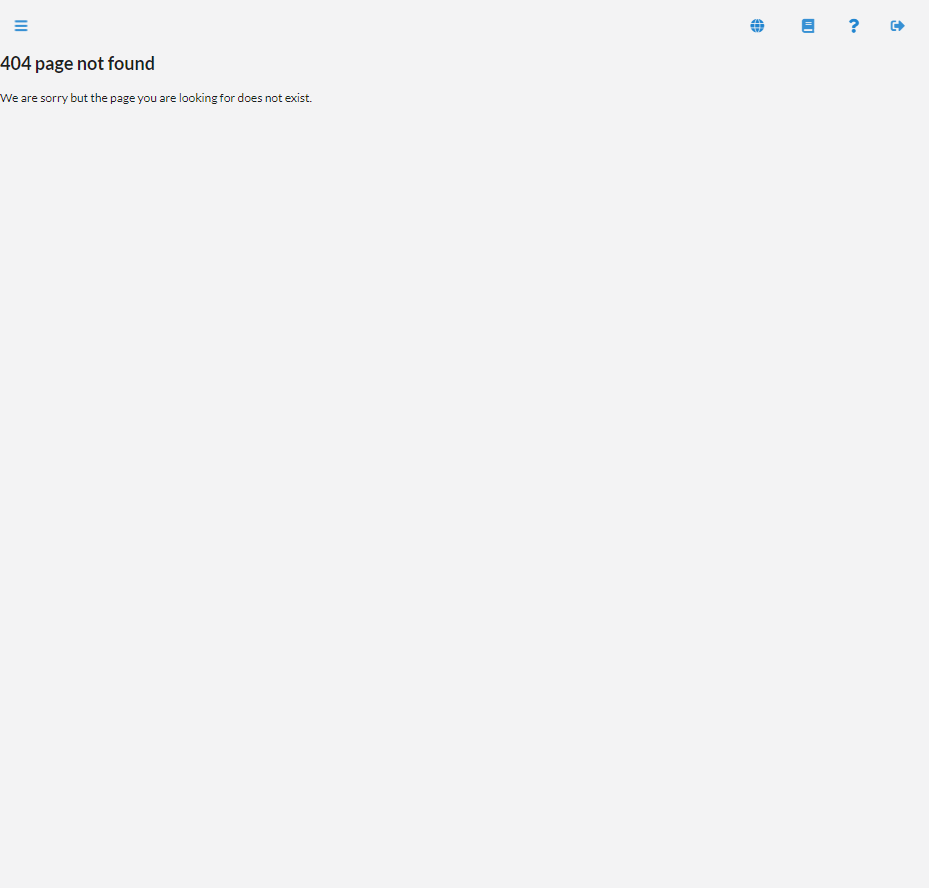 404 page not found
We are sorry but the page you are looking for does not exist.